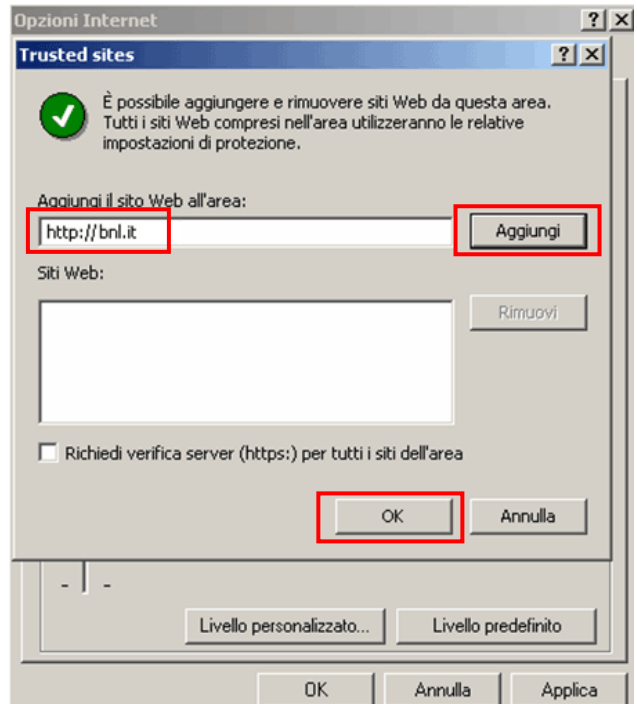 Opzioni Internet
Trusted sites
È possibile aggiungere e rimuovere siti Web da questa area.
Tutti i siti Web compresi nell'area utilizzeranno le relative
impostazioni di protezione.
Aggiungi il sito Web all'area:
http://bnl.it
Aggiungi
Siti Web:
Rimuovi
Richiedi verifica server (https:) per tutti i siti dell'area
OK Annulla
- -
Livello personalizzato... Livello predefinito
OK Annulla Applica